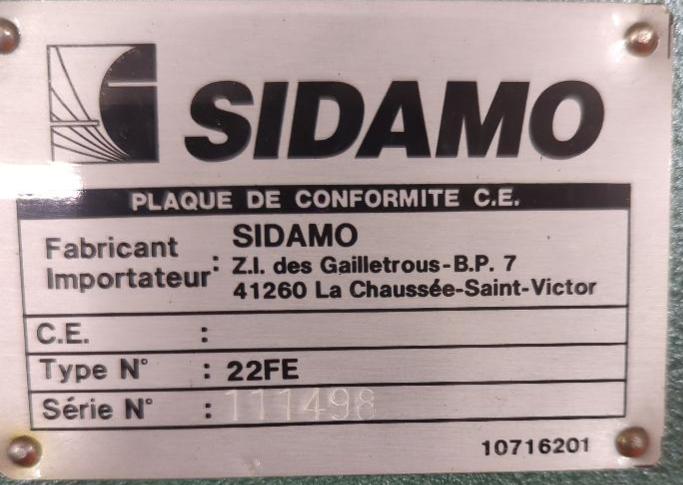 SIDAMO
PLAQUE DE CONFORMITE C.E.
Fabricant
Importateur :
SIDAMO
Z.I. des Gailletrous-B.P. 7
41260 La Chaussée-Saint-Victor
C.E. :
Type N° : 22FE
Série N° : 111498
10716201